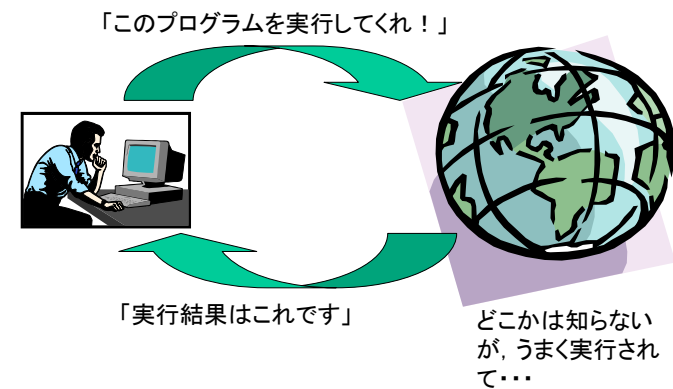 「このプログラムを実行してくれ!」
「実行結果はこれです」
どこかは知らない
が, うまく実行され
て・・・